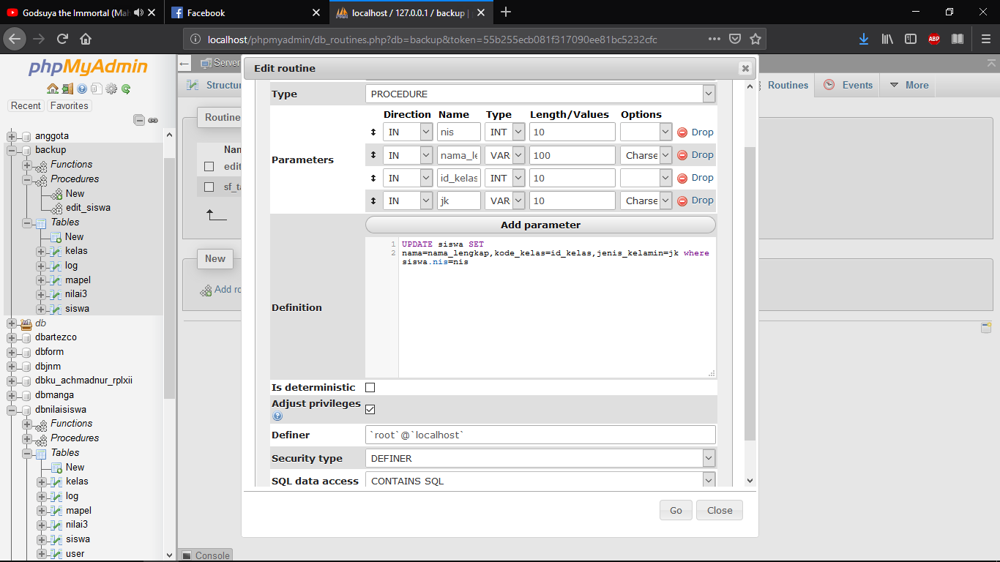 Godsuya the Immortal (Mah
Facebook
localhost / 127.0.0.1 / backup |
localhost/phpmyadmin/db_routines.php?db=backup&token=55b255ecb081f317090ee81bc5232cfc
ABP
phpMyAdmin
Recent
Favorites
anggota
backup
Functions
Procedures
New
edit_siswa
Tables
New
kelas
log
mapel
nilai3
siswa
db
dbartezco
dbform
dbjnm
dbku_achmadnur_rplxii
dbmanga
dbnilaisiswa
Functions
Procedures
Tables
New
kelas
log
mapel
nilai3
siswa
user
Server
Structu
Routines
Events
More
Routine
Nan
edit
sf_ta
New
Add ro
Console
Edit routine
Type PROCEDURE
Parameters
Direction Name Type Length/Values Options
IN nis INT 10 Drop
IN nama_le VAR 100 Charse Drop
IN id_kelas INT 10 Drop
IN jk VAR 10 Charse Drop
Add parameter
Definition
1 UPDATE siswa SET
2 nama=nama_lengkap,kode_kelas=id_kelas,jenis_kelamin=jk where
siswa.nis=nis
Is deterministic
Adjust privileges
Definer `root`@`localhost`
Security type DEFINER
SQL data access CONTAINS SQL
Go
Close